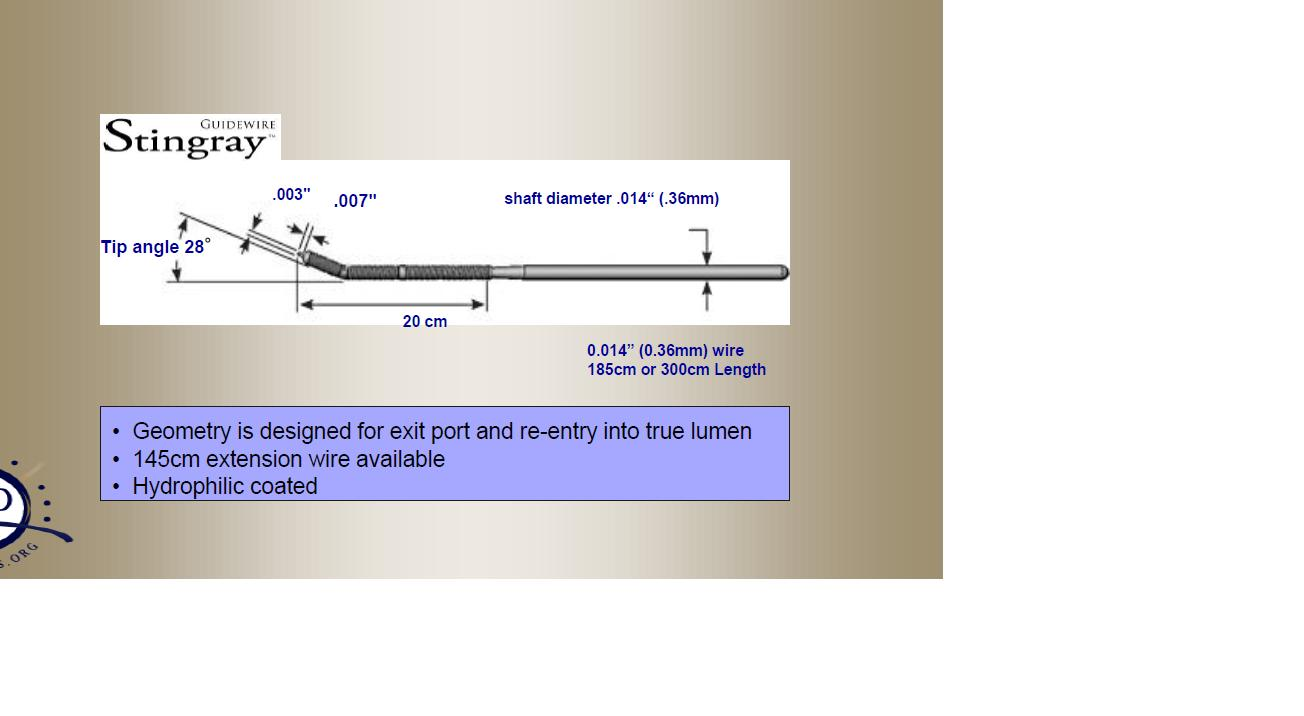 GUIDEWIRE
Stingray™
.003"
.007"
shaft diameter .014“ (.36mm)
Tip angle 28°
20 cm
0.014” (0.36mm) wire
185cm or 300cm Length
• Geometry is designed for exit port and re-entry into true lumen
• 145cm extension wire available
• Hydrophilic coated
.ORG